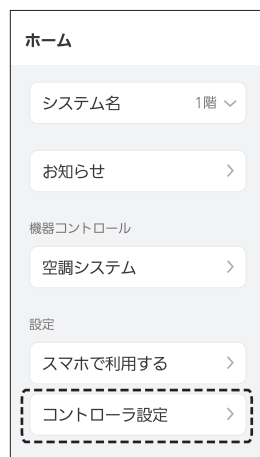 ホーム
システム名 1階
お知らせ
機器コントロール
空調システム
設定
スマホで利用する
コントローラ設定